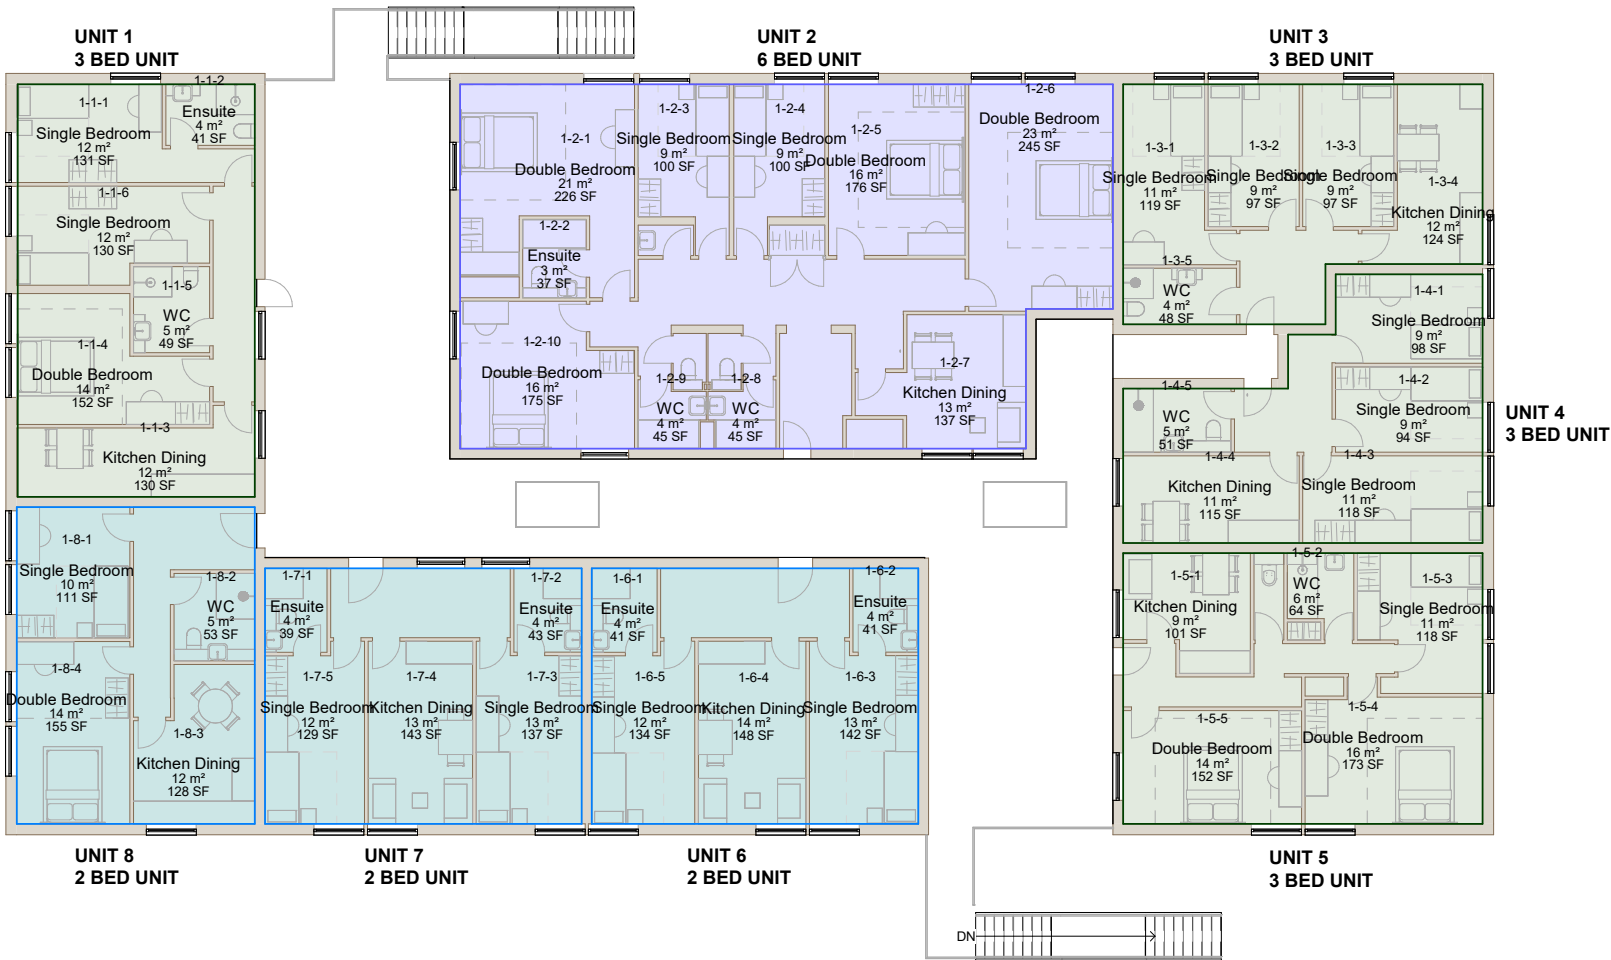 UNIT 1
3 BED UNIT
UNIT 2
6 BED UNIT
UNIT 3
3 BED UNIT
1-1-1
Single Bedroom
12 m²
131 SF
1-1-2
Ensuite
4 m²
41 SF
1-1-6
Single Bedroom
12 m²
130 SF
1-1-5
WC
5 m²
49 SF
1-1-4
Double Bedroom
14 m²
152 SF
1-1-3
Kitchen Dining
12 m²
130 SF
1-2-1
Double Bedroom
21 m²
226 SF
1-2-2
Ensuite
3 m²
37 SF
1-2-3
Single Bedroom
9 m²
100 SF
1-2-4
Single Bedroom
9 m²
100 SF
1-2-5
Double Bedroom
16 m²
176 SF
1-2-6
Double Bedroom
23 m²
245 SF
1-2-10
Double Bedroom
16 m²
175 SF
1-2-9
WC
4 m²
45 SF
1-2-8
WC
4 m²
45 SF
1-2-7
Kitchen Dining
13 m²
137 SF
1-3-1
Single Bedroom
11 m²
119 SF
1-3-2
Single Bedroom
9 m²
97 SF
1-3-3
Single Bedroom
9 m²
97 SF
1-3-4
Kitchen Dining
12 m²
124 SF
1-3-5
WC
4 m²
48 SF
1-4-1
Single Bedroom
9 m²
98 SF
1-4-2
Single Bedroom
9 m²
94 SF
1-4-5
WC
5 m²
51 SF
1-4-4
Kitchen Dining
11 m²
115 SF
1-4-3
Single Bedroom
11 m²
118 SF
UNIT 4
3 BED UNIT
1-8-1
Single Bedroom
10 m²
111 SF
1-8-2
WC
5 m²
53 SF
1-8-4
Double Bedroom
14 m²
155 SF
1-8-3
Kitchen Dining
12 m²
128 SF
1-7-1
Ensuite
4 m²
39 SF
1-7-2
Ensuite
4 m²
43 SF
1-7-5
Single Bedroom
12 m²
129 SF
1-7-4
Kitchen Dining
13 m²
143 SF
1-7-3
Single Bedroom
13 m²
137 SF
1-6-1
Ensuite
4 m²
41 SF
1-6-2
Ensuite
4 m²
41 SF
1-6-5
Single Bedroom
12 m²
134 SF
1-6-4
Kitchen Dining
14 m²
148 SF
1-6-3
Single Bedroom
13 m²
142 SF
1-5-1
Kitchen Dining
9 m²
101 SF
1-5-2
WC
6 m²
64 SF
1-5-3
Single Bedroom
11 m²
118 SF
1-5-5
Double Bedroom
14 m²
152 SF
1-5-4
Double Bedroom
16 m²
173 SF
UNIT 8
2 BED UNIT
UNIT 7
2 BED UNIT
UNIT 6
2 BED UNIT
UNIT 5
3 BED UNIT
DN